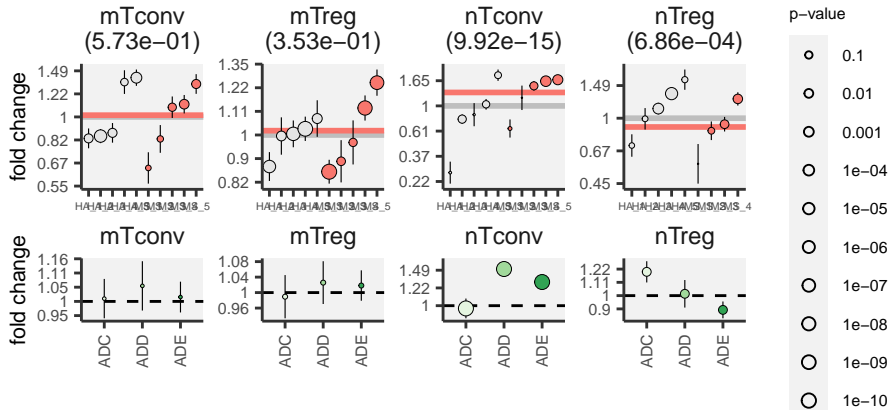 mTconv
(5.73e−01)
mTreg
(3.53e−01)
nTconv
(9.92e−15)
nTreg
(6.86e−04)
p−value
fold change
1.49
1.22
1
0.82
0.67
0.55
1.35
1.22
1.11
1
0.9
0.82
1.65
1
0.61
0.37
0.22
1.49
1
0.67
0.45
0.1
0.01
0.001
1e−04
1e−05
1e−06
1e−07
1e−08
1e−09
1e−10
mTconv
mTreg
nTconv
nTreg
fold change
1.16
1.11
1.05
1
0.95
1.08
1.04
1
0.96
1.49
1.22
1
1.22
1.11
1
0.9
ADC
ADD
ADE
ADC
ADD
ADE
ADC
ADD
ADE
ADC
ADD
ADE